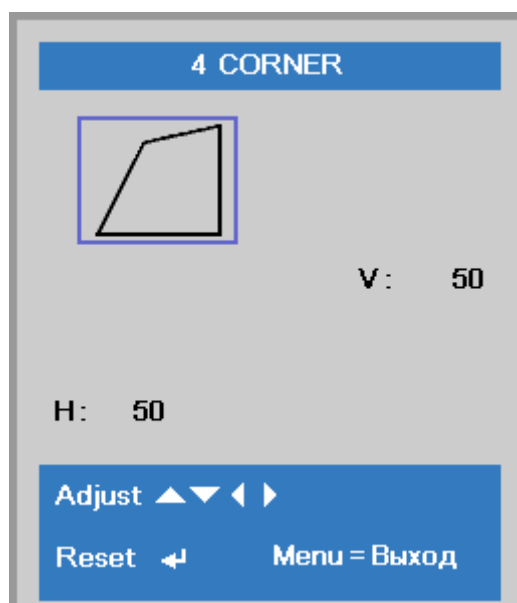 4 CORNER
V: 50
H: 50
Adjust
Reset Menu = Выход